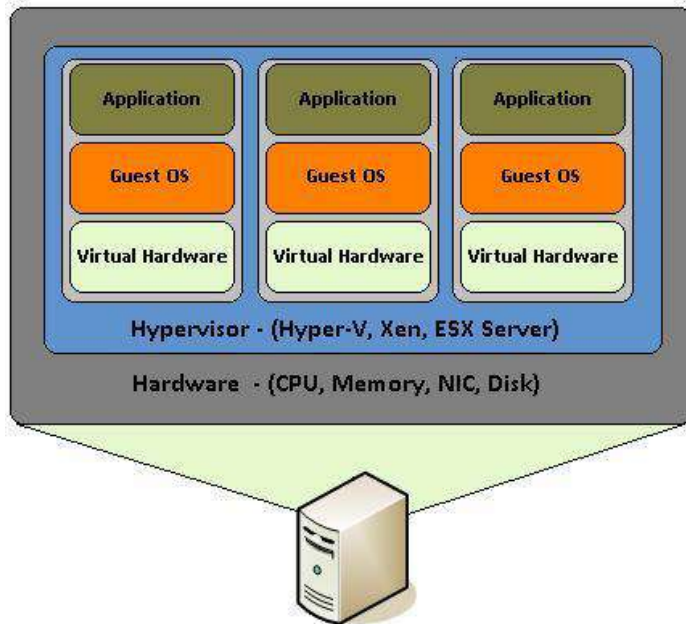 Application Application Application
Guest OS Guest OS Guest OS
Virtual Hardware Virtual Hardware Virtual Hardware
Hypervisor - (Hyper-V, Xen, ESX Server)
Hardware - (CPU, Memory, NIC, Disk)